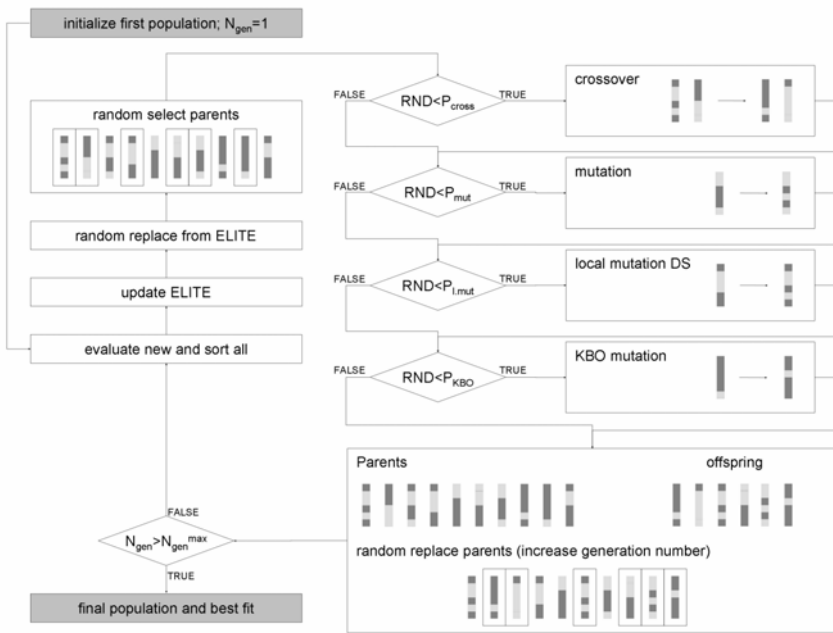 initialize first population; N_gen=1
random select parents
random replace from ELITE
update ELITE
evaluate new and sort all
FALSE
N_gen>N_gen^max
TRUE
final population and best fit
FALSE
RND<P_cross
TRUE
crossover
FALSE
RND<P_mut
TRUE
mutation
FALSE
RND<P_l.mut
TRUE
local mutation DS
FALSE
RND<P_KBO
TRUE
KBO mutation
Parents
offspring
random replace parents (increase generation number)